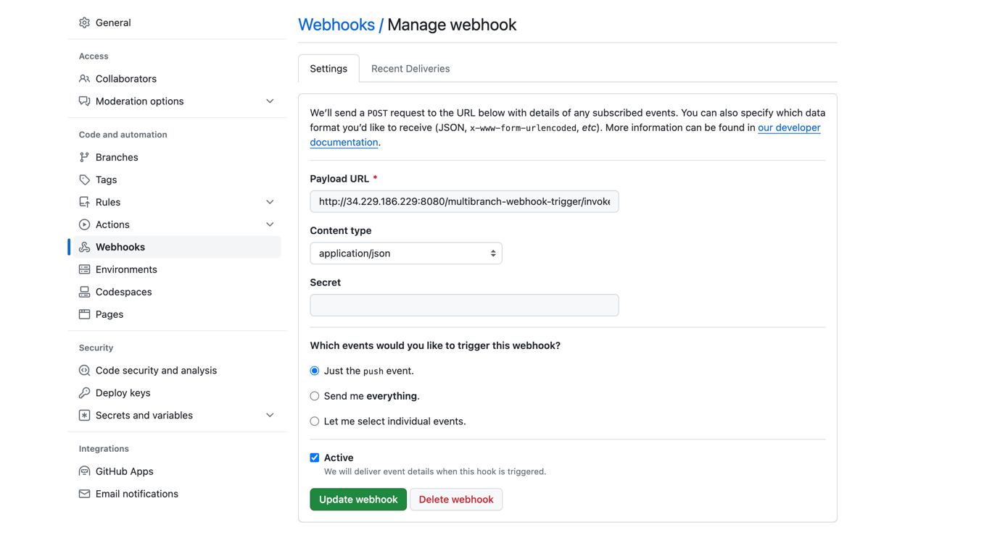 General
Access
Collaborators
Moderation options
Code and automation
Branches
Tags
Rules
Actions
Webhooks
Environments
Codespaces
Pages
Security
Code security and analysis
Deploy keys
Secrets and variables
Integrations
GitHub Apps
Email notifications
Webhooks / Manage webhook
Settings
Recent Deliveries
We’ll send a POST request to the URL below with details of any subscribed events. You can also specify which data
format you’d like to receive (JSON, x-www-form-urlencoded, etc). More information can be found in our developer
documentation.
Payload URL *
http://34.229.186.229:8080/multibranch-webhook-trigger/invoke
Content type
application/json
Secret
Which events would you like to trigger this webhook?
Just the push event.
Send me everything.
Let me select individual events.
Active
We will deliver event details when this hook is triggered.
Update webhook
Delete webhook